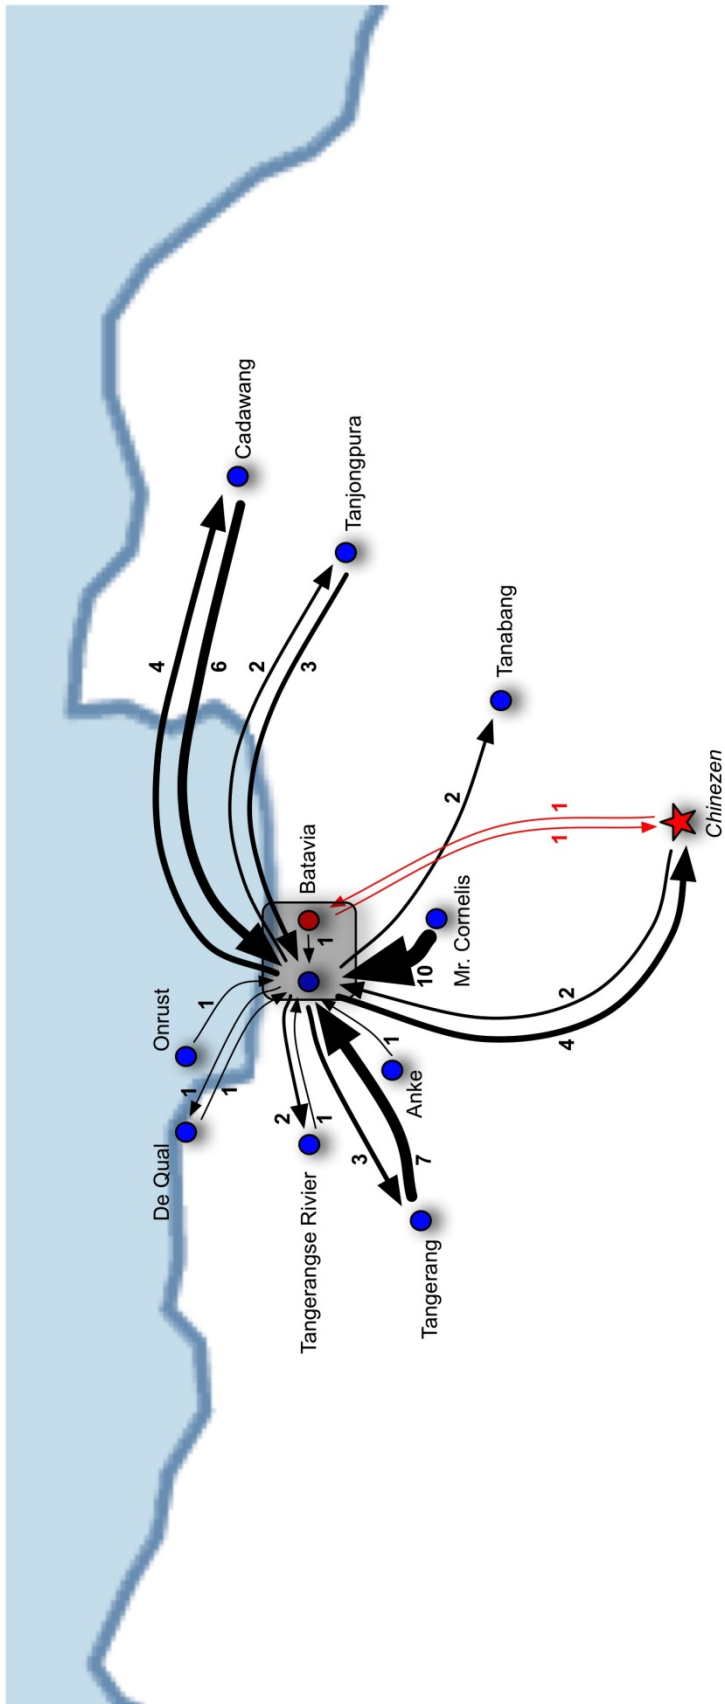 De Qual
Onrust
1
1
1
Tangerangse Rivier
2
1
Tangerang
3
7
Anke
1
Batavia
1
Mr. Cornelis
10
4
6
Cadawang
2
3
Tanjongpura
2
Tanabang
1
1
2
4
Chinezen